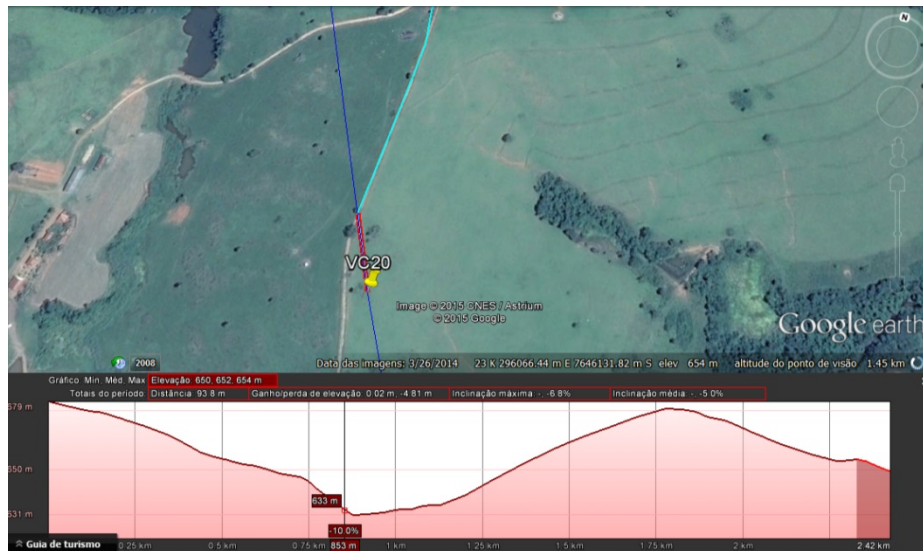 N
VC20
Image © 2015 CNES / Astrium
© 2015 Google
Google earth
2008
Data das imagens: 3/26/2014 23 K 296066.44 m E 7646131.82 m S elev 654 m altitude do ponto de visão 1.45 km
Gráfico Min. Méd. Max Elevação: 650, 652, 654 m
Totais do período Distância: 93.8 m Ganho/perda de elevação: 0.02 m, -4.81 m Inclinação máxima: -, -6.8% Inclinação média: -, -5.0%
679 m
650 m
633 m
631 m
-10.0%
Guia de turismo 0.25 km 0.5 km 0.75 km 853 m 1 km 1.25 km 1.5 km 1.75 km 2 km 2.42 km